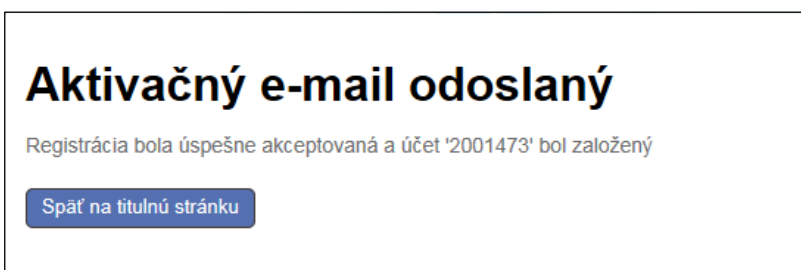 Aktivačný e-mail odoslaný
Registrácia bola úspešne akceptovaná a účet '2001473' bol založený
Späť na titulnú stránku